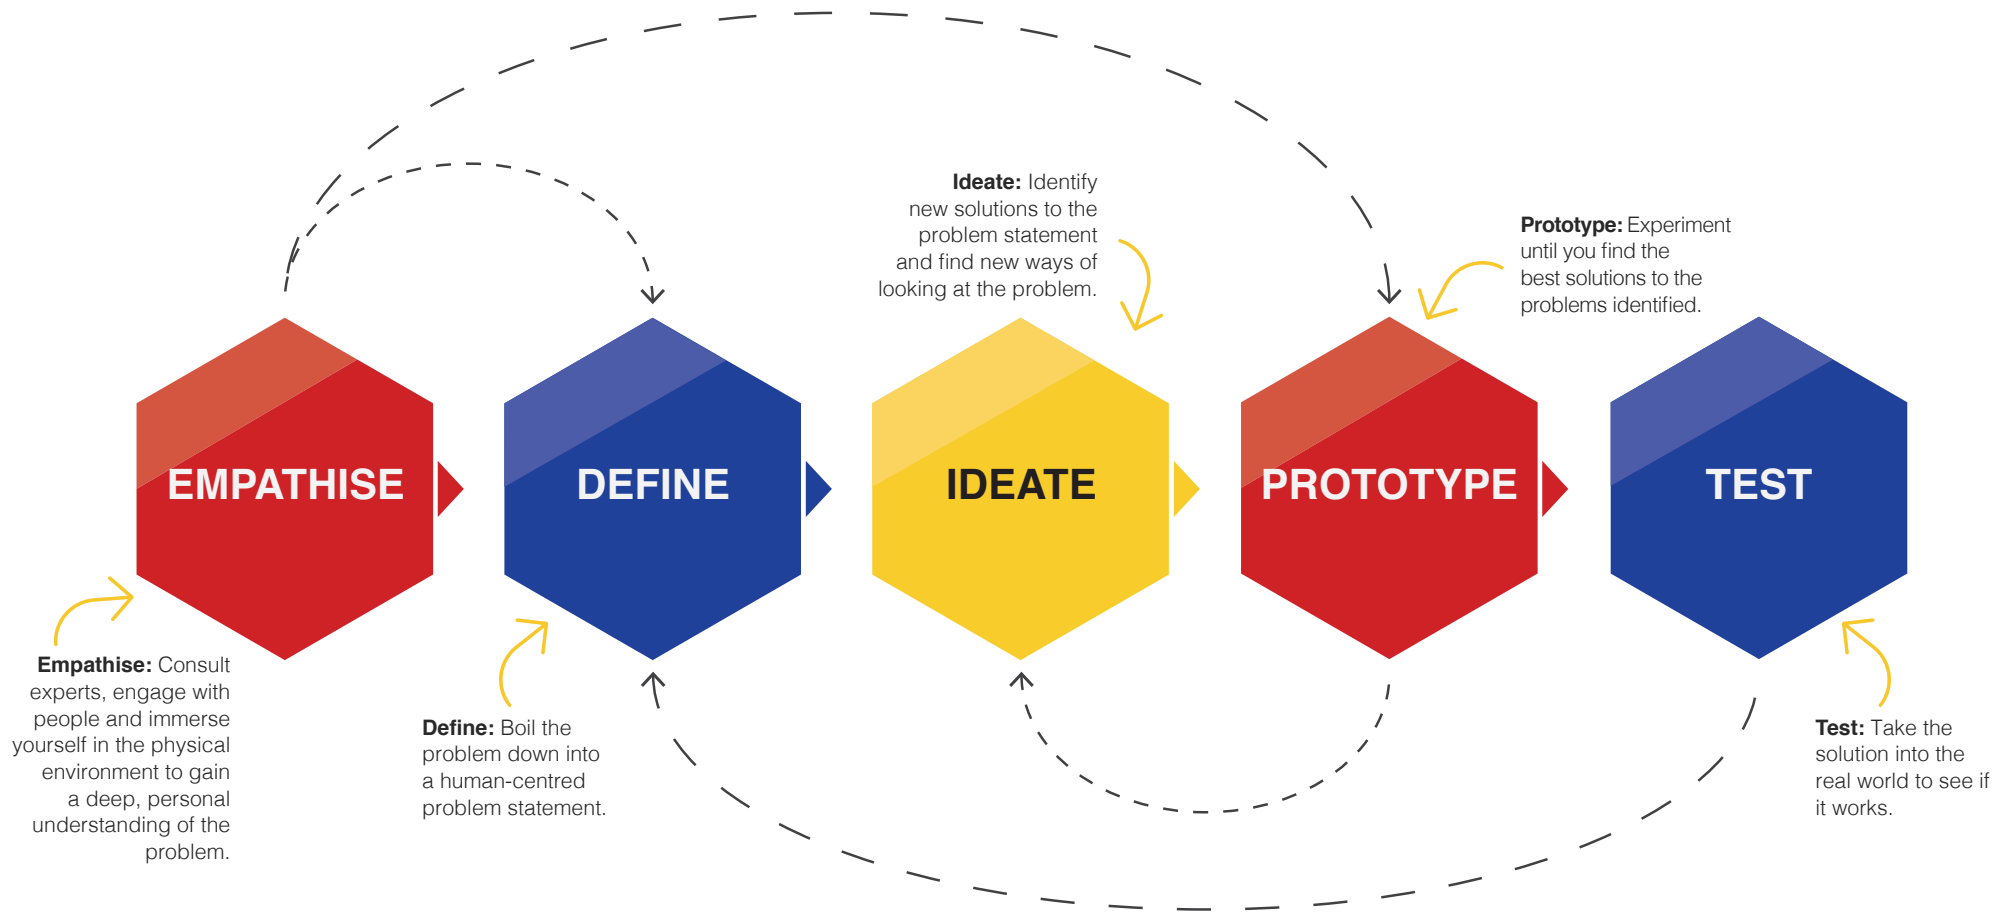 Ideate: Identify
new solutions to the
problem statement
and find new ways of
looking at the problem.
Prototype: Experiment
until you find the
best solutions to the
problems identified.
EMPATHISE
DEFINE
IDEATE
PROTOTYPE
TEST
Empathise: Consult
experts, engage with
people and immerse
yourself in the physical
environment to gain
a deep, personal
understanding of the
problem.
Define: Boil the
problem down into
a human-centred
problem statement.
Test: Take the
solution into the
real world to see if
it works.